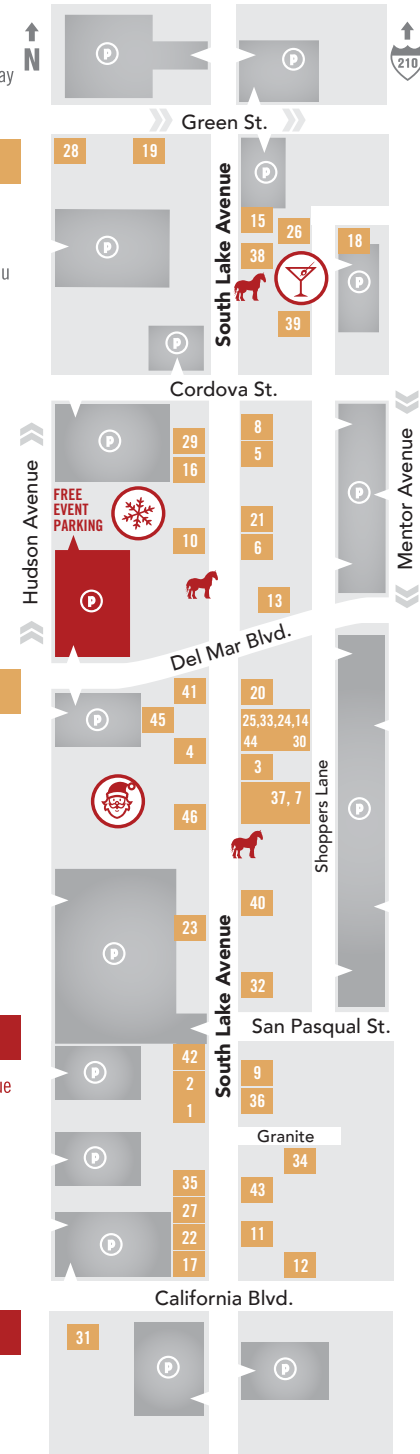 P
P
N
210
ay
Green St.
28
19
P
15
26
18
u
P
38
P
39
P
South Lake Avenue
Cordova St.
8
29
5
P
16
P
FREE
EVENT
PARKING
21
10
6
P
13
Hudson Avenue
Mentor Avenue
Del Mar Blvd.
41
20
P
45
25,33,24,14
44 30
4
3
37, 7
46
P
Shoppers Lane
40
23
P
32
South Lake Avenue
San Pasqual St.
42
P
9
2
ue
36
1
Granite
P
34
35
43
27
11
22
P
17
12
California Blvd.
31
P
P